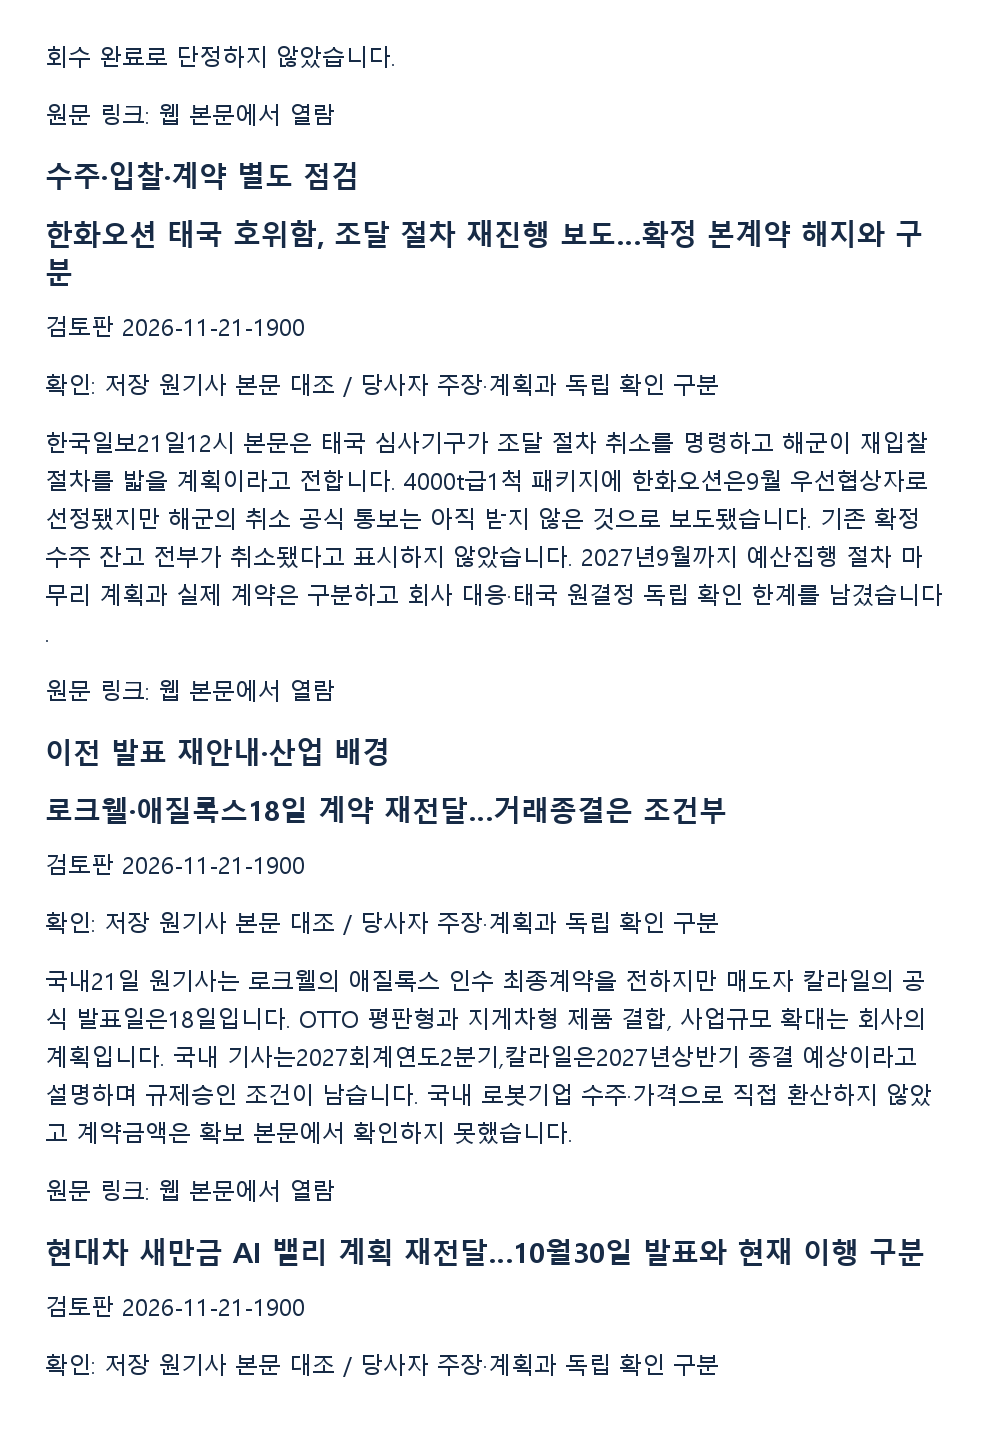 회수 완료로 단정하지 않았습니다.
원문 링크: 웹 본문에서 열람
수주·입찰·계약 별도 점검
한화오션 태국 호위함, 조달 절차 재진행 보도...확정 본계약 해지와 구
분
검토판 2026-11-21-1900
확인: 저장 원기사 본문 대조 / 당사자 주장·계획과 독립 확인 구분
한국일보21일12시 본문은 태국 심사기구가 조달 절차 취소를 명령하고 해군이 재입찰
절차를 밟을 계획이라고 전합니다. 4000t급1척 패키지에 한화오션은9월 우선협상자로
선정됐지만 해군의 취소 공식 통보는 아직 받지 않은 것으로 보도됐습니다. 기존 확정
수주 잔고 전부가 취소됐다고 표시하지 않았습니다. 2027년9월까지 예산집행 절차 마
무리 계획과 실제 계약은 구분하고 회사 대응·태국 원결정 독립 확인 한계를 남겼습니다
.
원문 링크: 웹 본문에서 열람
이전 발표 재안내·산업 배경
로크웰·애질록스18일 계약 재전달...거래종결은 조건부
검토판 2026-11-21-1900
확인: 저장 원기사 본문 대조 / 당사자 주장·계획과 독립 확인 구분
국내21일 원기사는 로크웰의 애질록스 인수 최종계약을 전하지만 매도자 칼라일의 공
식 발표일은18일입니다. OTTO 평판형과 지게차형 제품 결합, 사업규모 확대는 회사의
계획입니다. 국내 기사는2027회계연도2분기,칼라일은2027년상반기 종결 예상이라고
설명하며 규제승인 조건이 남습니다. 국내 로봇기업 수주·가격으로 직접 환산하지 않았
고 계약금액은 확보 본문에서 확인하지 못했습니다.
원문 링크: 웹 본문에서 열람
현대차 새만금 AI 밸리 계획 재전달...10월30일 발표와 현재 이행 구분
검토판 2026-11-21-1900
확인: 저장 원기사 본문 대조 / 당사자 주장·계획과 독립 확인 구분